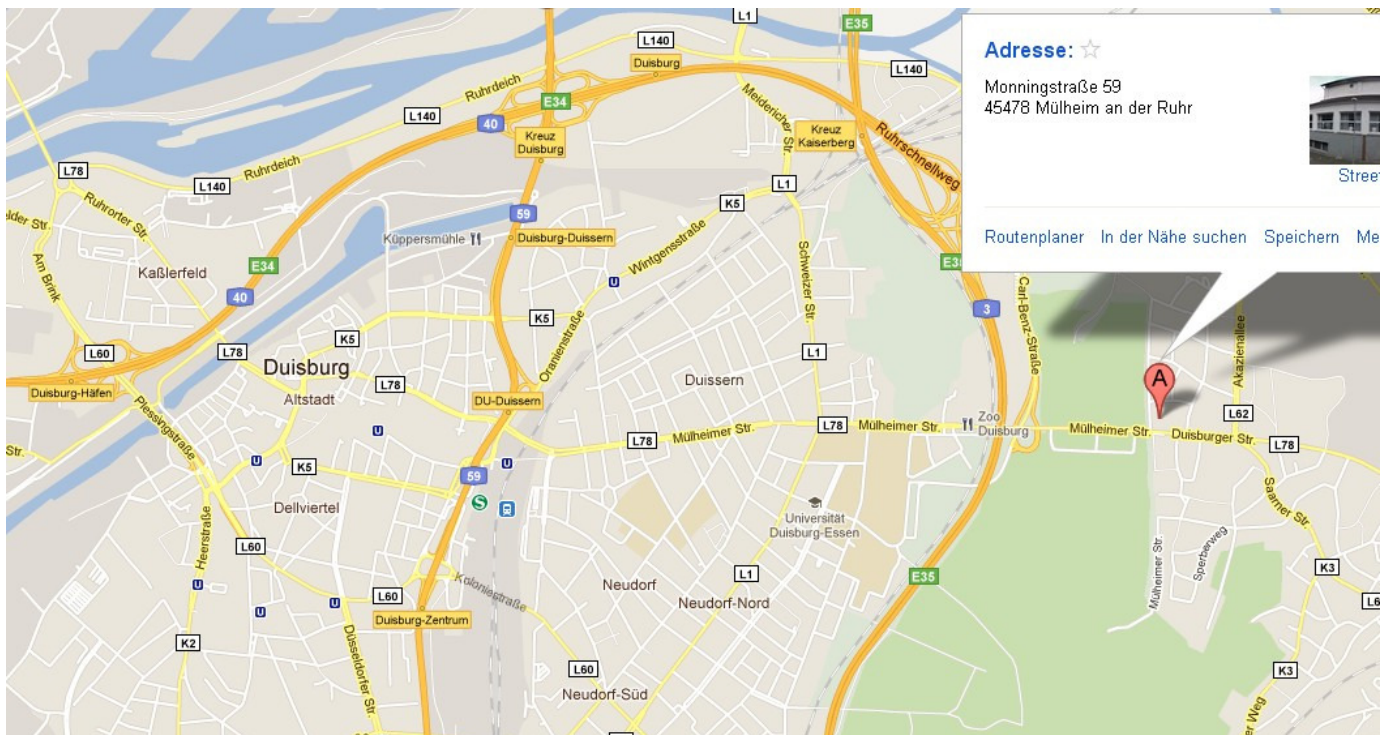 L1
E35
L140
Duisburg
L140
Ruhrdeich
E34
40
L140
Kreuz
Duisburg
Meidericher Str.
Kreuz
Kaiserberg
Ruhrschnellweg
Adresse:
Monningstraße 59
45478 Mülheim an der Ruhr
Routenplaner In der Nähe suchen Speichern
L78
L140
Ruhrdeich
Ruhrorter Str.
L1
K5
59
Küppersmühle
Duisburg-Duissern
Wintgensstraße
Schweizer Str.
Kaßlerfeld
E34
40
Am Brink
Carl-Benz-Straße
3
K5
K5
Oranienstraße
L60
L78
L1
Akazienallee
Duisburg
Altstadt
L78
Duissern
A
Duisburg-Häfen
DU-Duissern
Plessingstraße
L78
Mülheimer Str.
L78
Mülheimer Str.
Zoo
Duisburg
Mülheimer Str.
L62
Duisburger Str.
L78
U
U
U
U
K5
59
S
Saarner Str.
Dellviertel
Universität
Duisburg-Essen
Heerstraße
L60
Sperberweg
Mülheimer Str.
K3
E35
L1
Koloniestraße
Neudorf
Neudorf-Nord
U
U
U
L60
Duisburg-Zentrum
K2
Düsseldorfer Str.
L60
Neudorf-Süd
K3
U